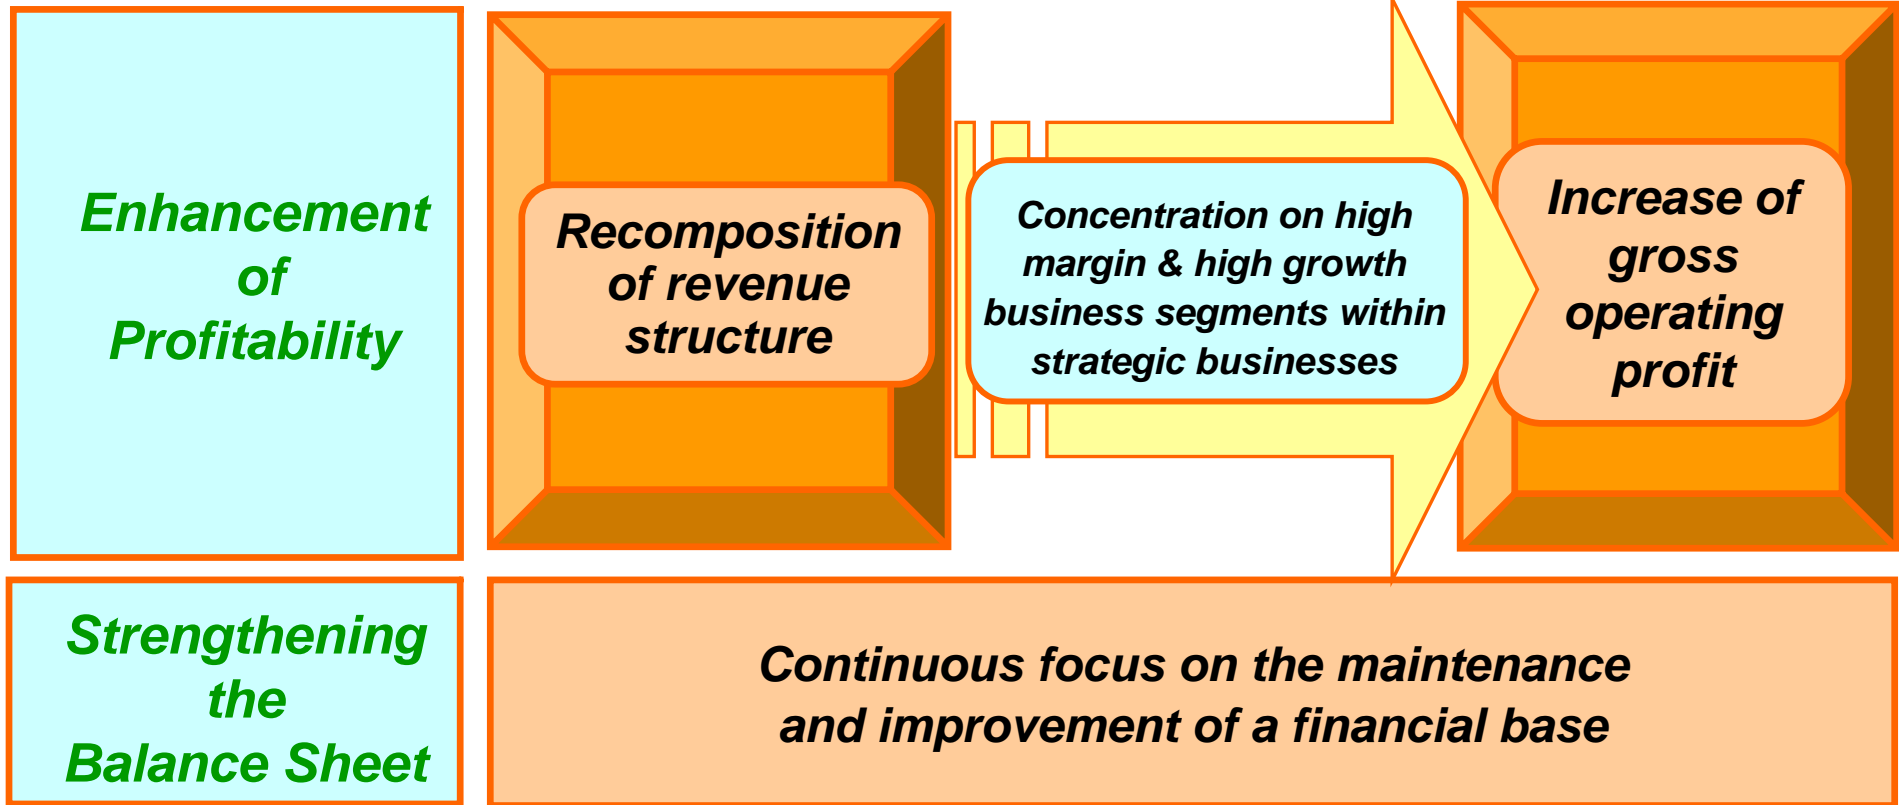 Enhancement
of
Profitability
Recomposition
of revenue
structure
Concentration on high
margin & high growth
business segments within
strategic businesses
Increase of
gross
operating
profit
Strengthening
the
Balance Sheet
Continuous focus on the maintenance
and improvement of a financial base